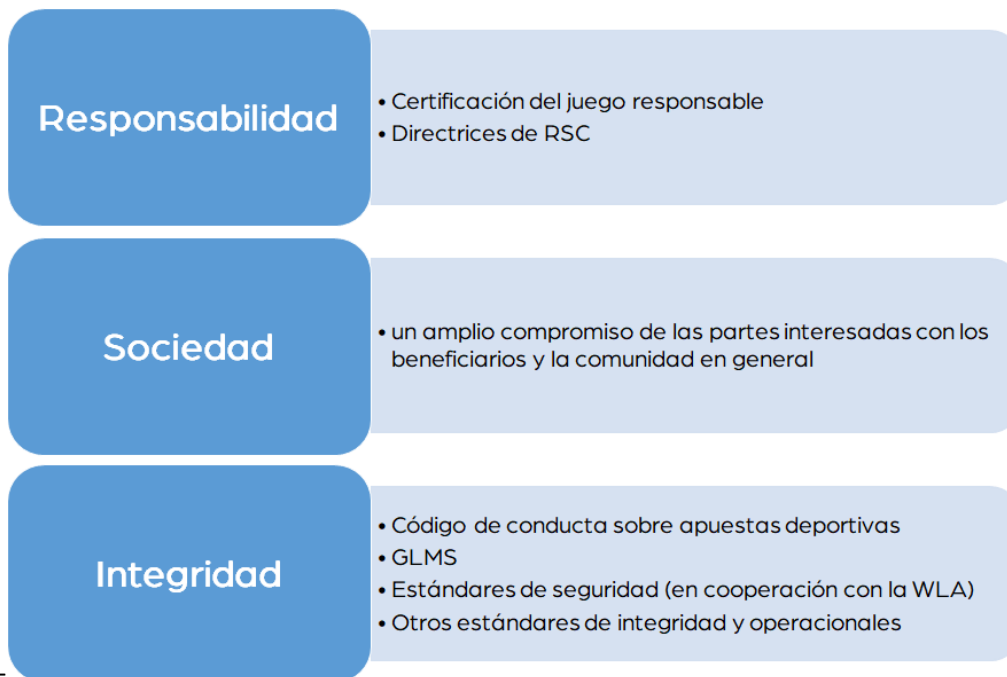 Responsabilidad
• Certificación del juego responsable
• Directrices de RSC
Sociedad
• un amplio compromiso de las partes interesadas con los
beneficiarios y la comunidad en general
Integridad
• Código de conducta sobre apuestas deportivas
• GLMS
• Estándares de seguridad (en cooperación con la WLA)
• Otros estándares de integridad y operacionales